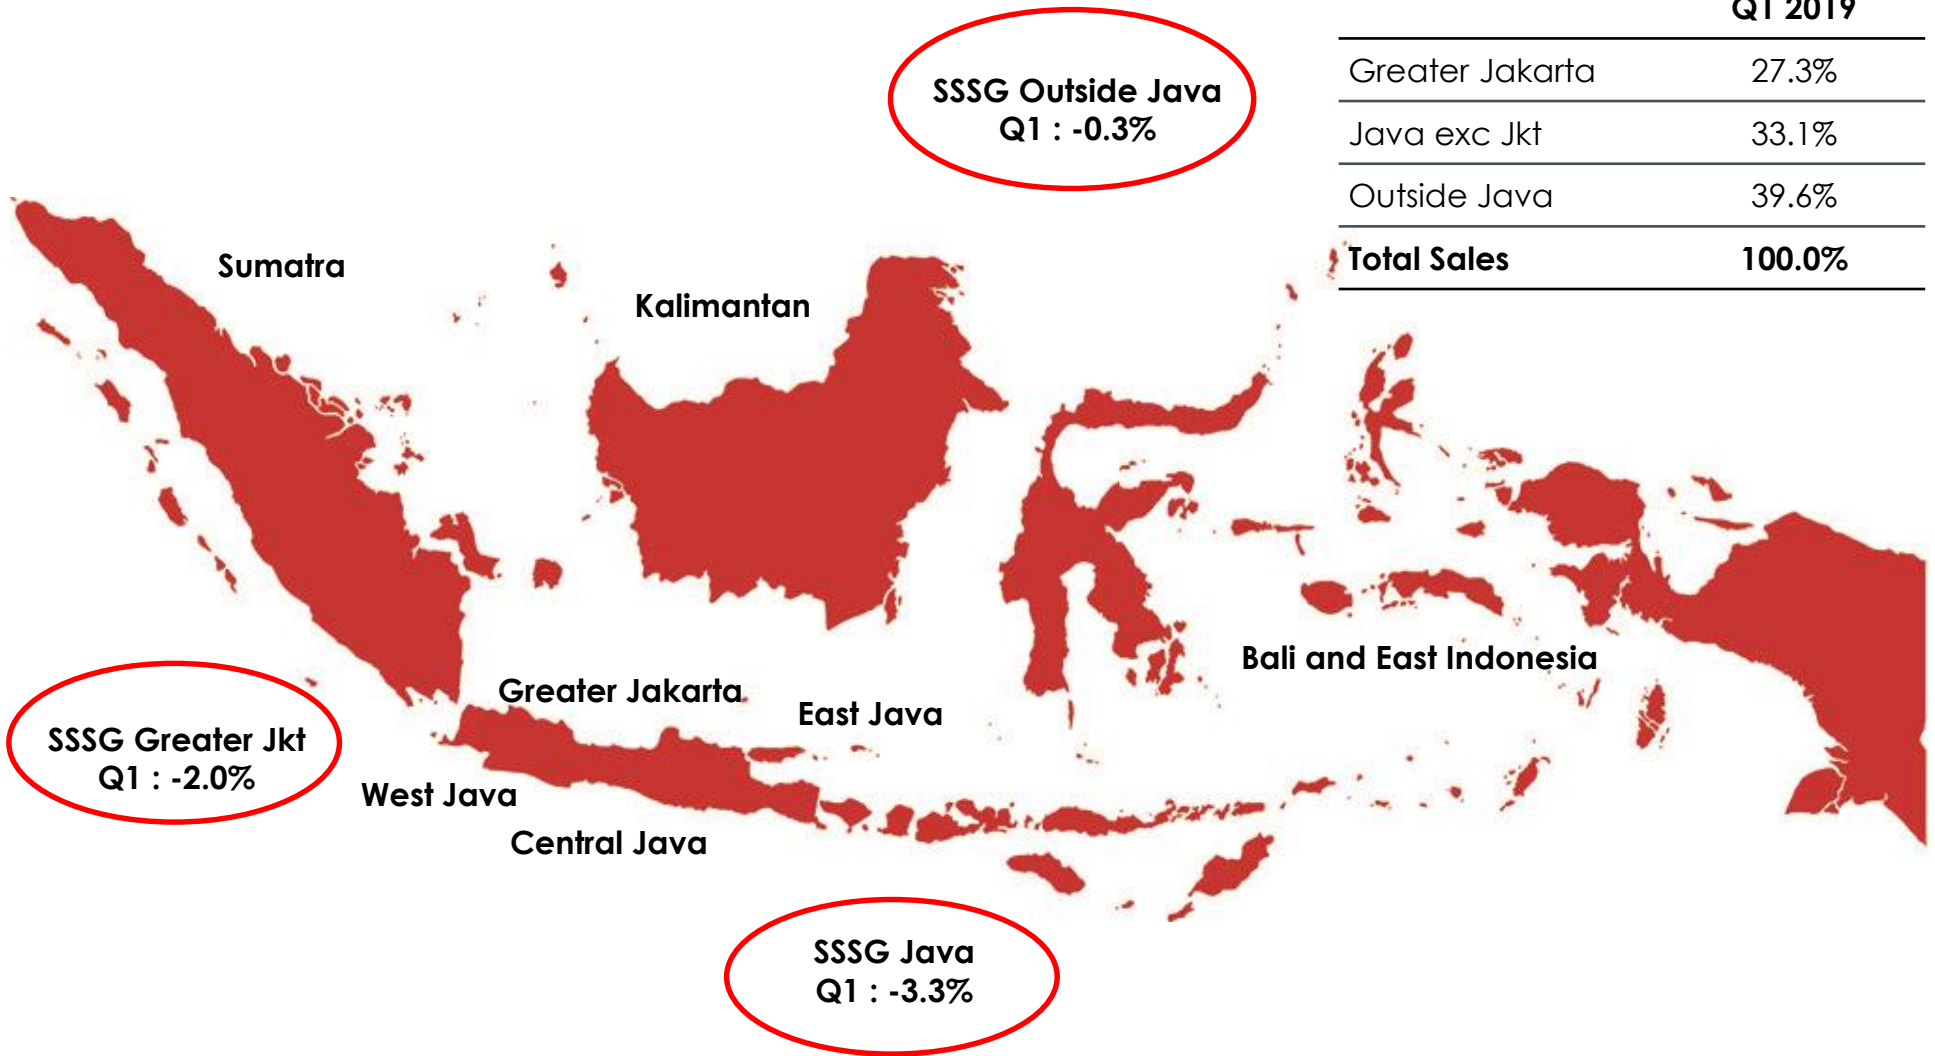 Q1 2019
SSSG Outside Java
Q1 : -0.3%
Greater Jakarta 27.3%
Java exc Jkt 33.1%
Outside Java 39.6%
Total Sales 100.0%
Sumatra
Kalimantan
Bali and East Indonesia
Greater Jakarta
East Java
SSSG Greater Jkt
Q1 : -2.0%
West Java
Central Java
SSSG Java
Q1 : -3.3%